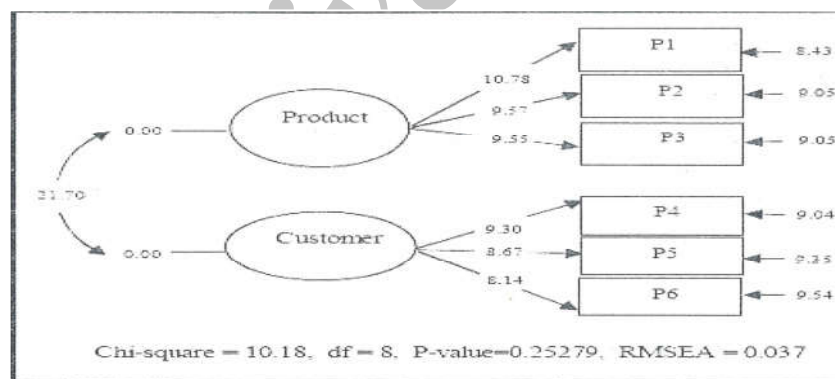 P1
8.43
10.78
P2
9.05
Product
9.57
0.00
P3
9.05
9.55
21.70
P4
9.04
9.30
Customer
P5
9.35
8.67
0.00
P6
9.54
8.14
Chi-square = 10.18, df = 8, P-value=0.25279, RMSEA = 0.037